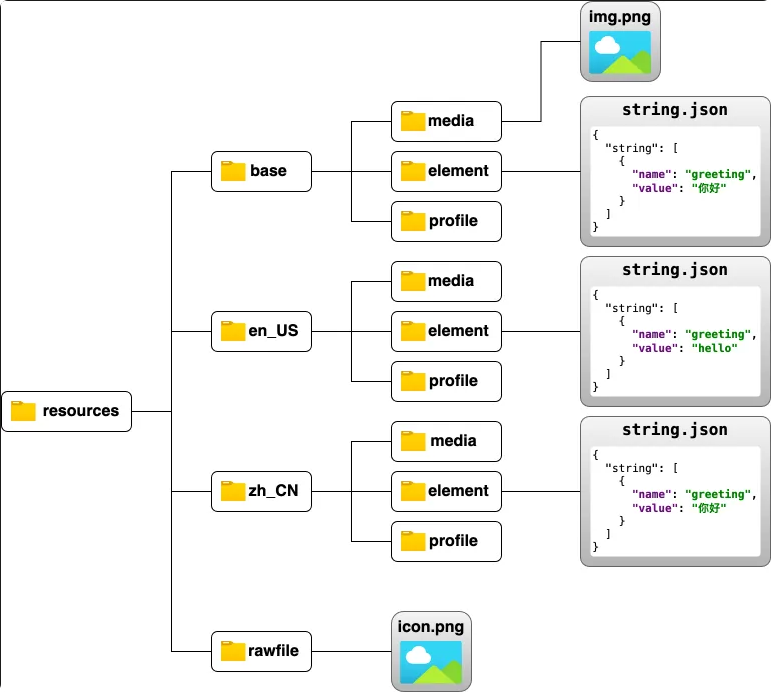 img.png
media
string.json
{
"string": [
{
"name": "greeting",
"value": "你好"
}
]
}
base
element
profile
media
string.json
{
"string": [
{
"name": "greeting",
"value": "hello"
}
]
}
en_US
element
profile
resources
media
string.json
{
"string": [
{
"name": "greeting",
"value": "你好"
}
]
}
zh_CN
element
profile
rawfile
icon.png